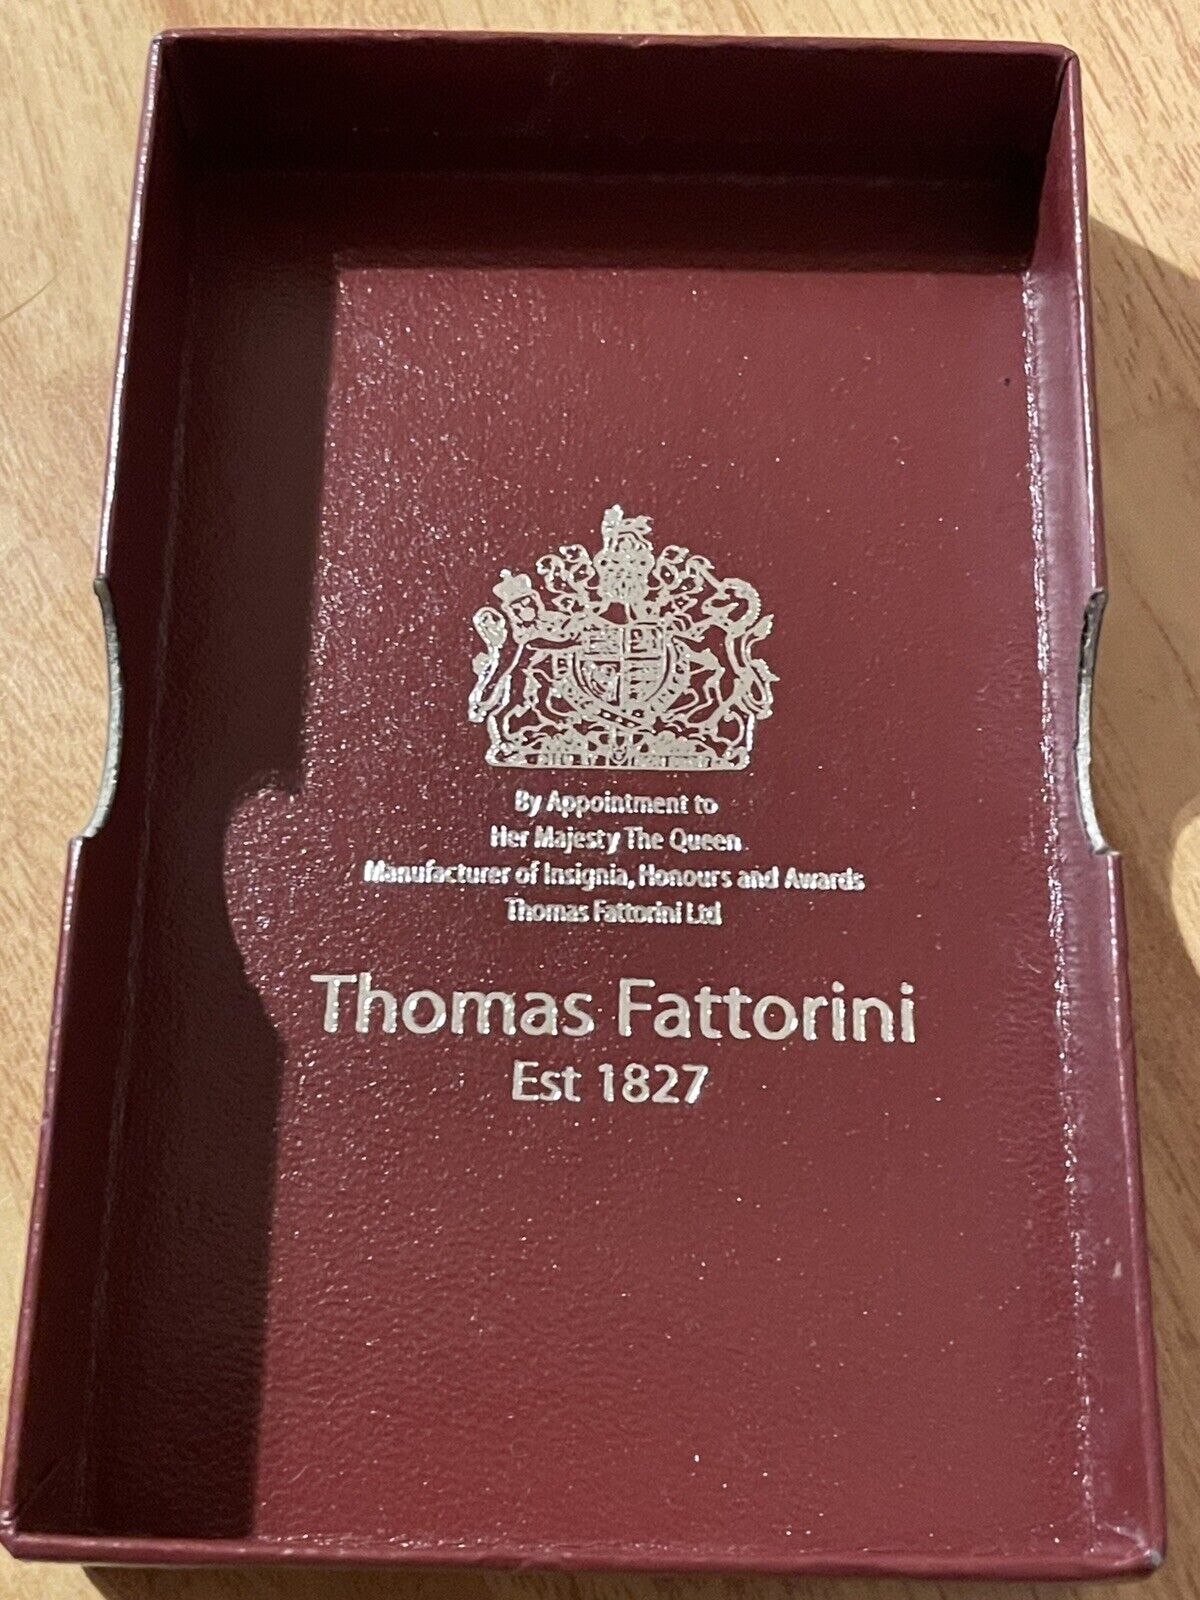 By Appointment to
Her Majesty The Queen
Manufacturer of Insignia, Honours and Awards
Thomas Fattorini Ltd
Thomas Fattorini
Est 1827